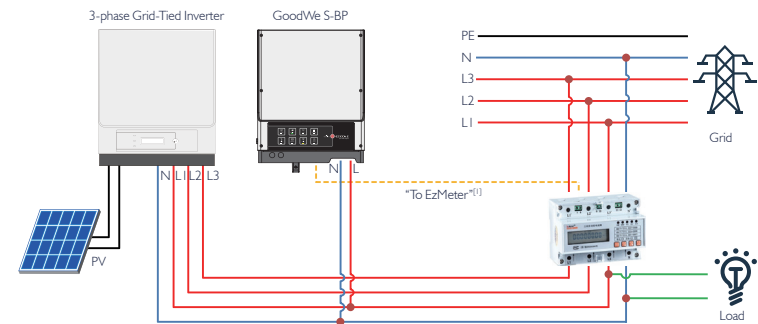 3-phase Grid-Tied Inverter
GoodWe S-BP
PE
N
L3
L2
L1
Grid
N L1 L2 L3
N L
"To EzMeter"[1]
PV
Load